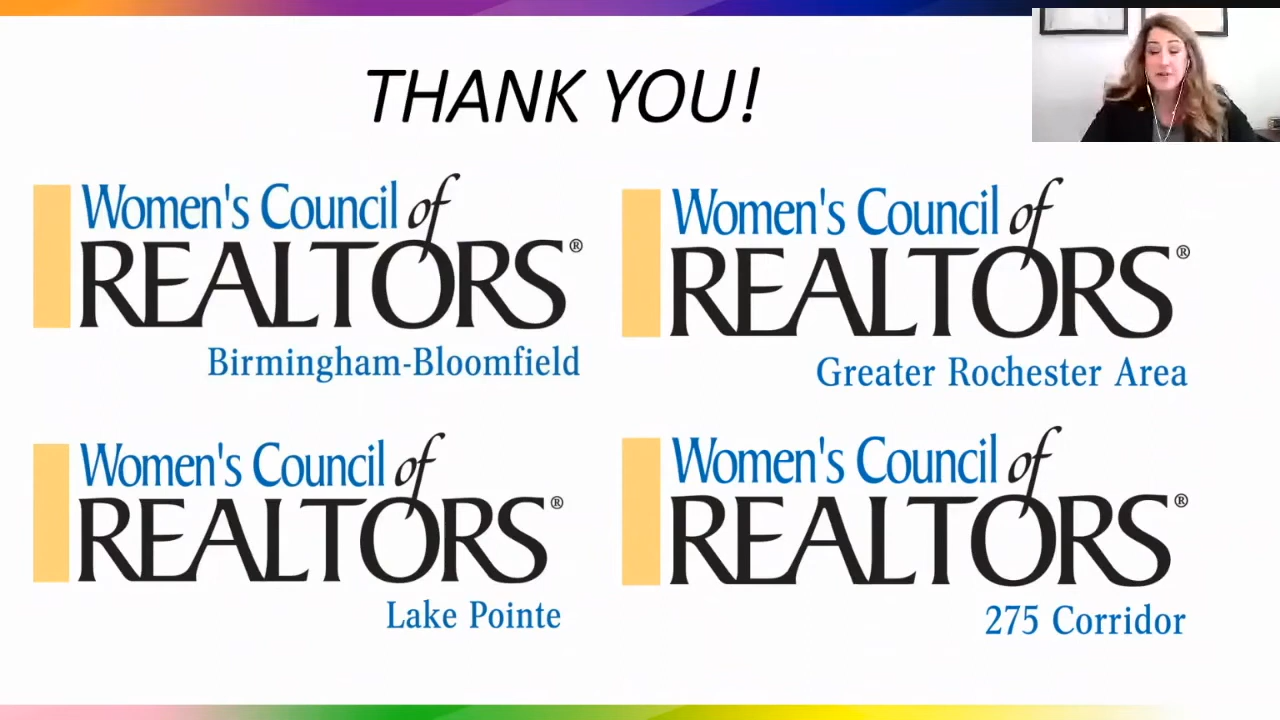 THANK YOU!
Women's Council of
REALTORS®
Birmingham-Bloomfield
Women's Council of
REALTORS®
Greater Rochester Area
Women's Council of
REALTORS®
Lake Pointe
Women's Council of
REALTORS®
275 Corridor